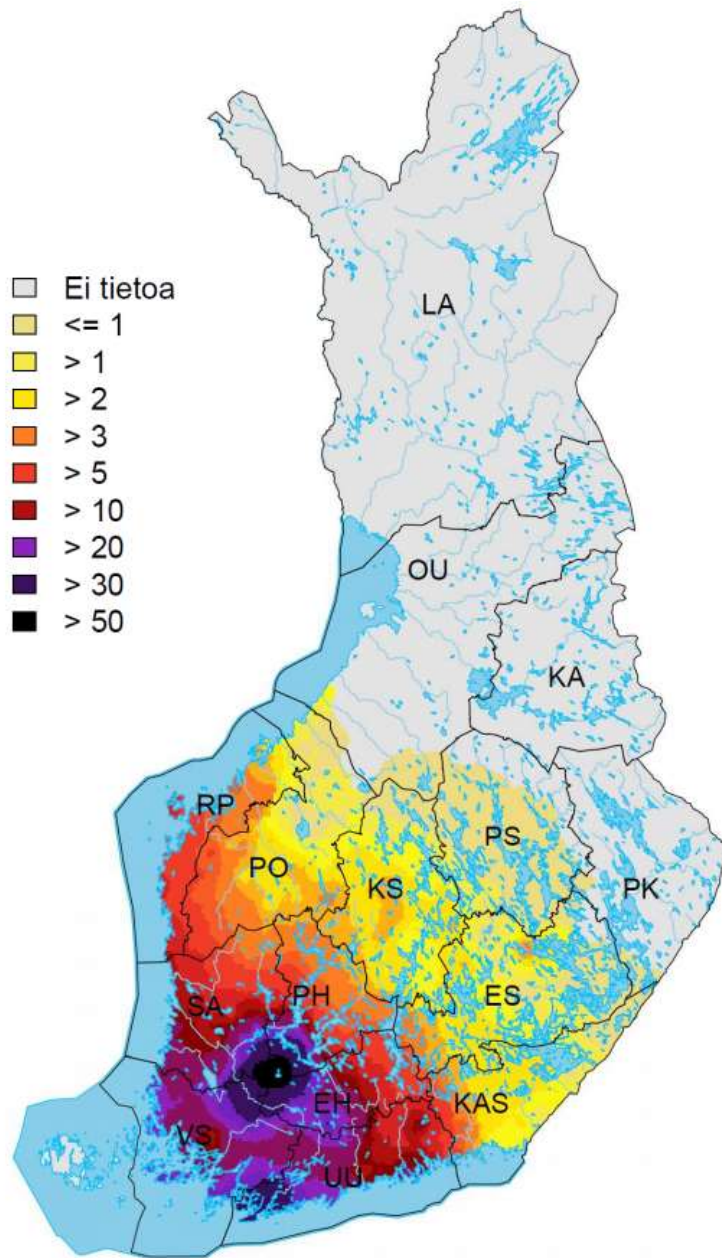 Ei tietoa
<= 1
> 1
> 2
> 3
> 5
> 10
> 20
> 30
> 50
LA
OU
KA
RP
PO
KS
PS
PK
SA
PH
ES
EH
KAS
VS
UU